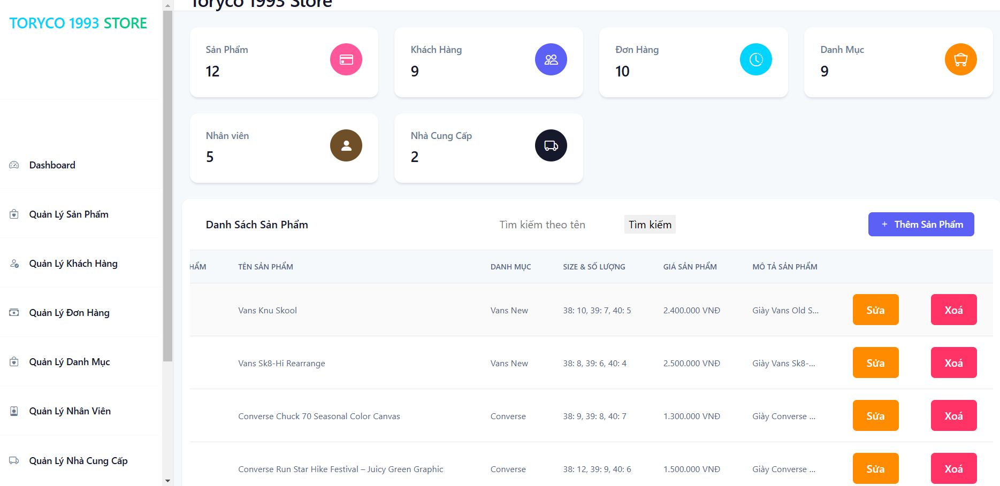 Toryco 1993 Store
TORYCO 1993 STORE
Dashboard
Quản Lý Sản Phẩm
Quản Lý Khách Hàng
Quản Lý Đơn Hàng
Quản Lý Danh Mục
Quản Lý Nhân Viên
Quản Lý Nhà Cung Cấp
Sản Phẩm
12
Khách Hàng
9
Đơn Hàng
10
Danh Mục
9
Nhân viên
5
Nhà Cung Cấp
2
Danh Sách Sản Phẩm Tìm kiếm theo tên Tìm kiếm + Thêm Sản Phẩm
HẨM TÊN SẢN PHẨM DANH MỤC SIZE & SỐ LƯỢNG GIÁ SẢN PHẨM MÔ TẢ SẢN PHẨM
Vans Knu Skool Vans New 38: 10, 39: 7, 40: 5 2.400.000 VNĐ Giày Vans Old S... Sửa Xoá
Vans Sk8-Hi Rearrange Vans New 38: 8, 39: 6, 40: 4 2.500.000 VNĐ Giày Vans Sk8-... Sửa Xoá
Converse Chuck 70 Seasonal Color Canvas Converse 38: 9, 39: 8, 40: 7 1.300.000 VNĐ Giày Converse ... Sửa Xoá
Converse Run Star Hike Festival – Juicy Green Graphic Converse 38: 12, 39: 9, 40: 6 1.500.000 VNĐ Giày Converse ... Sửa Xoá